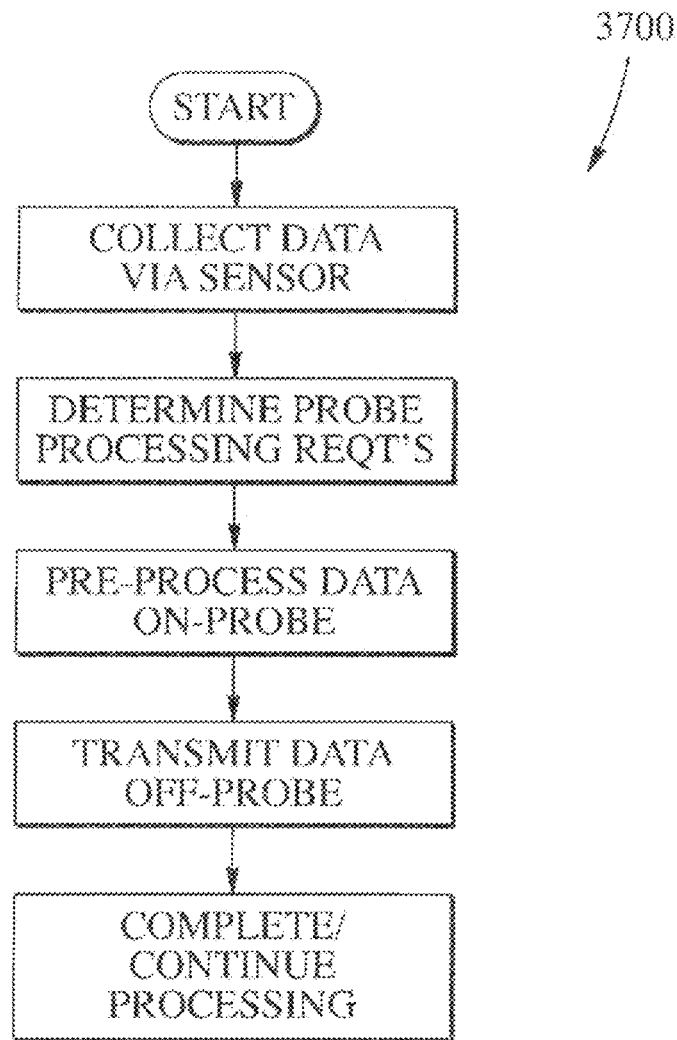 3700
START
COLLECT DATA
VIA SENSOR
DETERMINE PROBE
PROCESSING REQT'S
PRE-PROCESS DATA
ON-PROBE
TRANSMIT DATA
OFF-PROBE
COMPLETE/
CONTINUE
PROCESSING